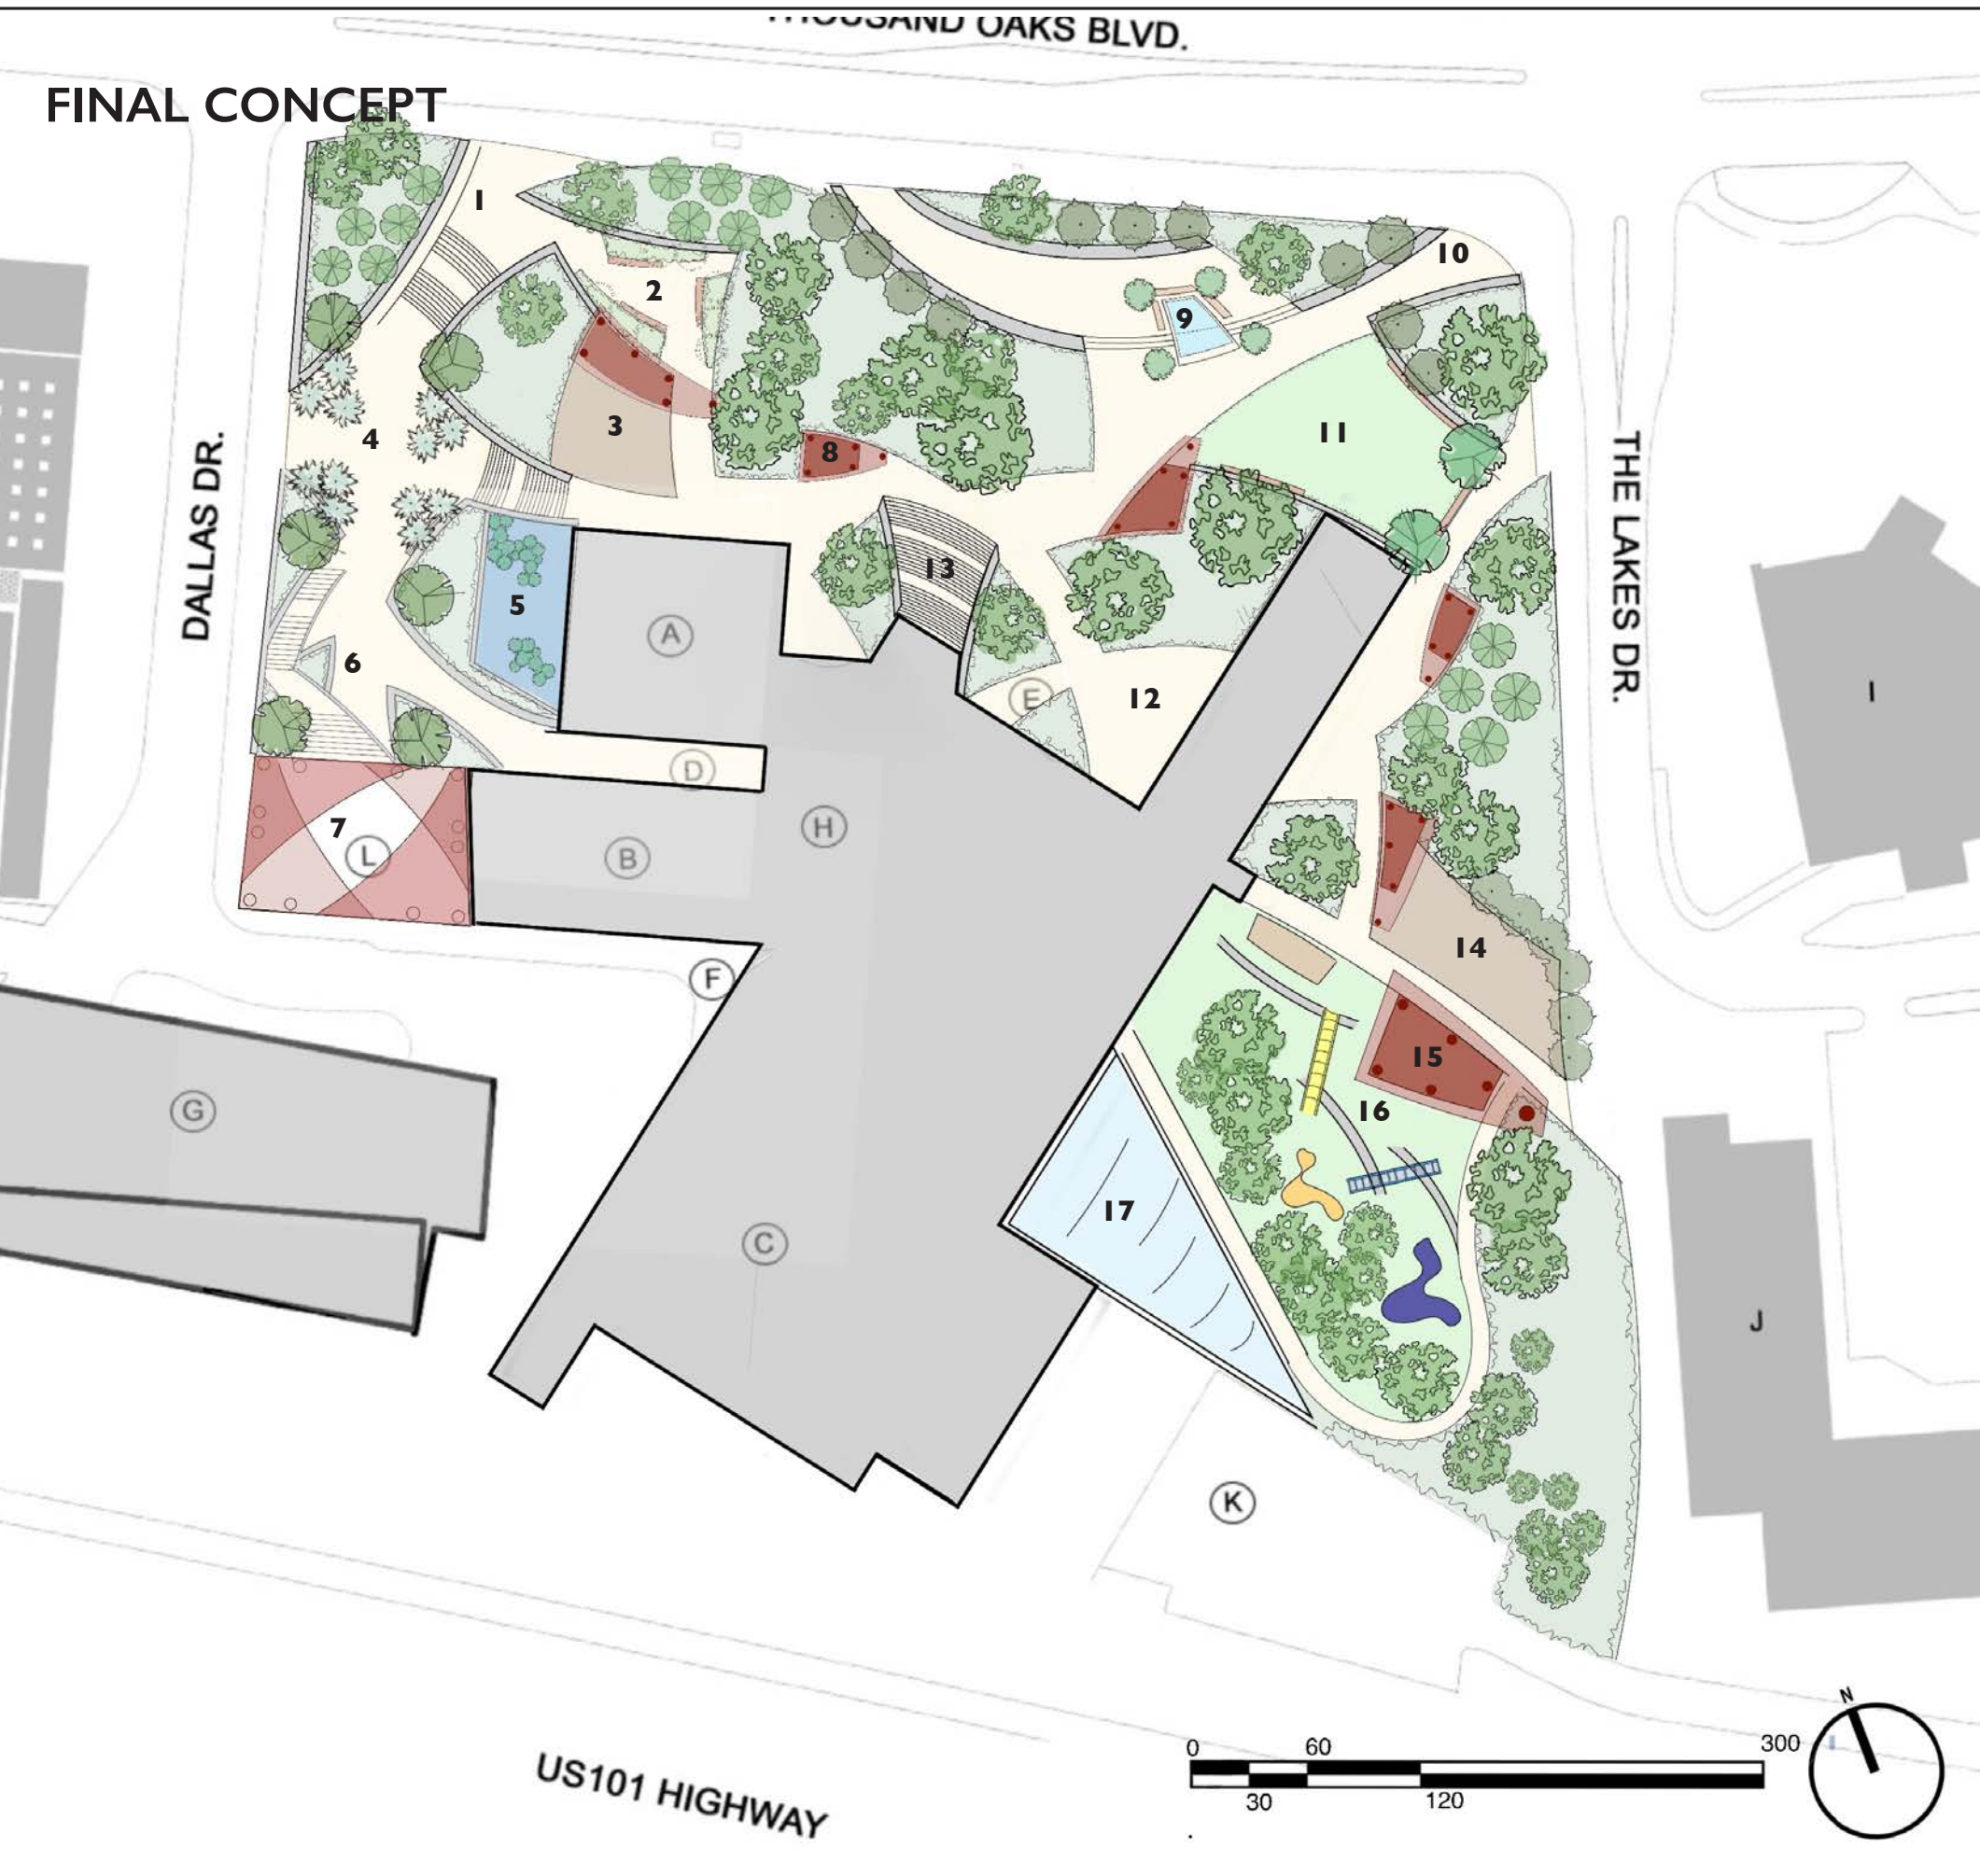 THOUSAND OAKS BLVD.
FINAL CONCEPT
1
10
2
9
3
11
4
8
DALLAS DR.
THE LAKES DR.
13
5
A
6
E
12
I
D
7
H
L
B
F
14
15
G
16
17
C
J
K
N
0 60 300
30 120
US101 HIGHWAY